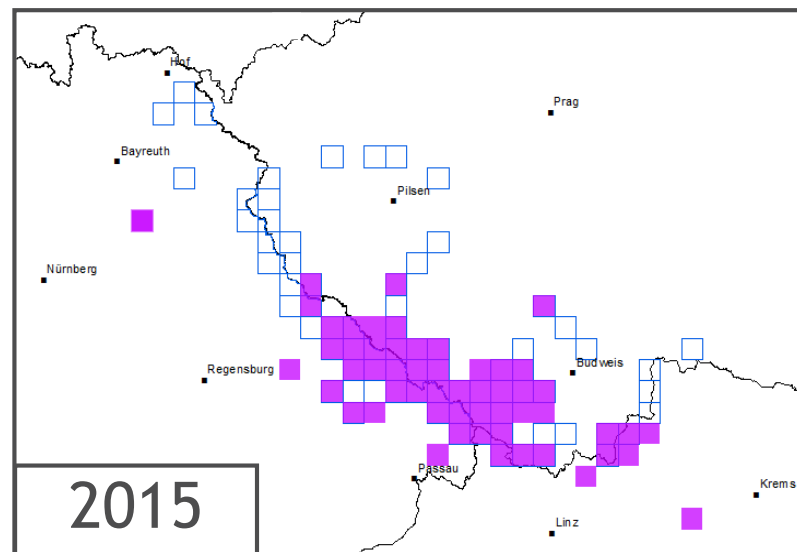 Hof
Prag
Bayreuth
Pilsen
Nürnberg
Regensburg
Budweis
Passau
Krems
Linz
2015